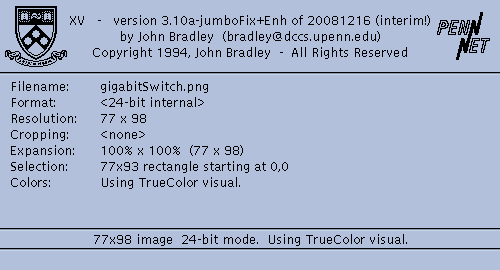 XV - version 3.10a-jumboFix+Enh of 20081216 (interim!)
by John Bradley (bradley@dccs.upenn.edu)
Copyright 1994, John Bradley - All Rights Reserved
PENN
NET
Filename: gigabitSwitch.png
Format: <24-bit internal>
Resolution: 77 x 98
Cropping: <none>
Expansion: 100% x 100% (77 x 98)
Selection: 77x93 rectangle starting at 0,0
Colors: Using TrueColor visual.
77x98 image 24-bit mode. Using TrueColor visual.